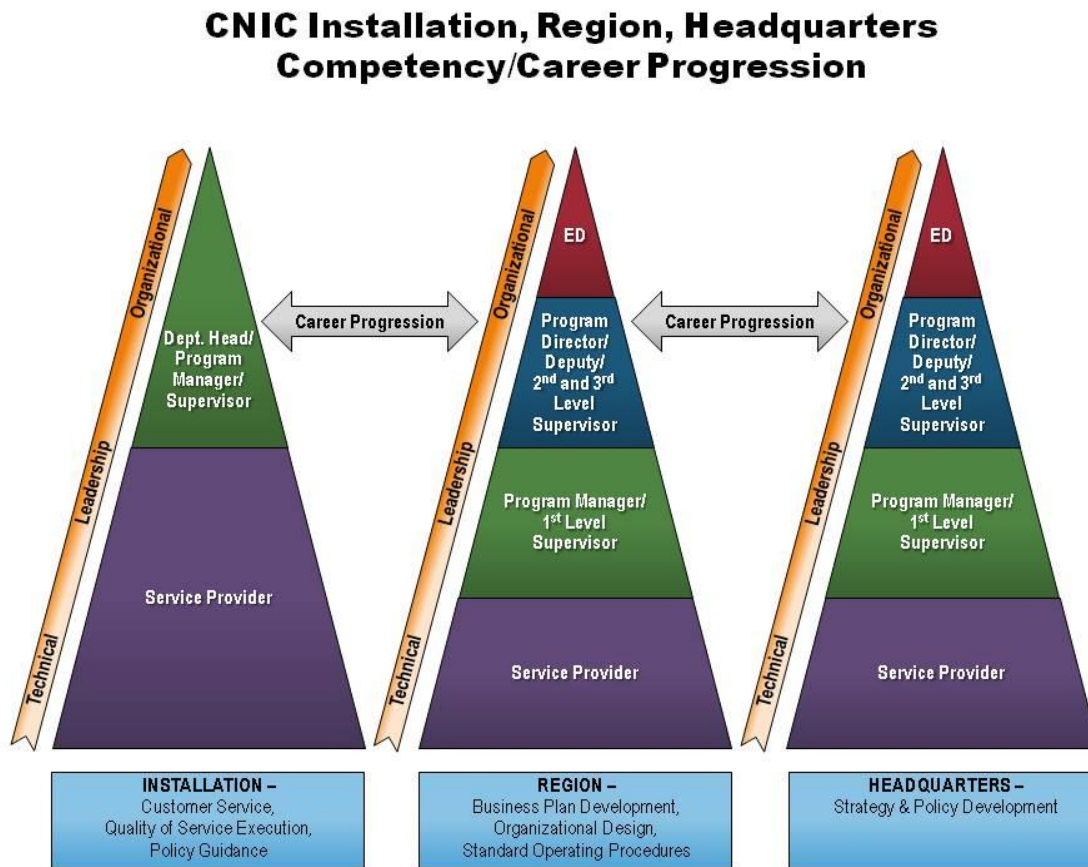 CNIC Installation, Region, Headquarters
Competency/Career Progression
Organizational
Leadership
Technical
Dept. Head/
Program
Manager/
Supervisor
Service Provider
Career Progression
Organizational
Leadership
Technical
ED
Program
Director/
Deputy/
2nd and 3rd
Level
Supervisor
Program Manager/
1st Level
Supervisor
Service Provider
Career Progression
Organizational
Leadership
Technical
ED
Program
Director/
Deputy/
2nd and 3rd
Level
Supervisor
Program Manager/
1st Level
Supervisor
Service Provider
INSTALLATION –
Customer Service,
Quality of Service Execution,
Policy Guidance
REGION –
Business Plan Development,
Organizational Design,
Standard Operating Procedures
HEADQUARTERS –
Strategy & Policy Development